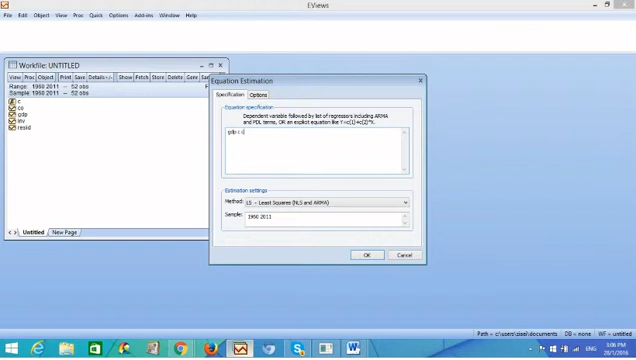 EViews
File Edit Object View Proc Quick Options Add-ins Window Help
Workfile: UNTITLED
View Proc Object Print Save Details+/- Show Fetch Store Delete Genr
Range: 1960 2011 -- 52 obs
Sample: 1960 2011 -- 52 obs
c
co
gdp
inv
resid
Untitled New Page
Equation Estimation
Specification Options
Equation specification
Dependent variable followed by list of regressors including ARMA
and PDL terms, OR an explicit equation like Y=c(1)+c(2)*X.
gdp c c
Estimation settings
Method: LS - Least Squares (NLS and ARMA)
Sample: 1960 2011
OK Cancel
Path = c:\users\ziaei\documents DB = none WF = untitled
ENG
3:06 PM
28/1/2015